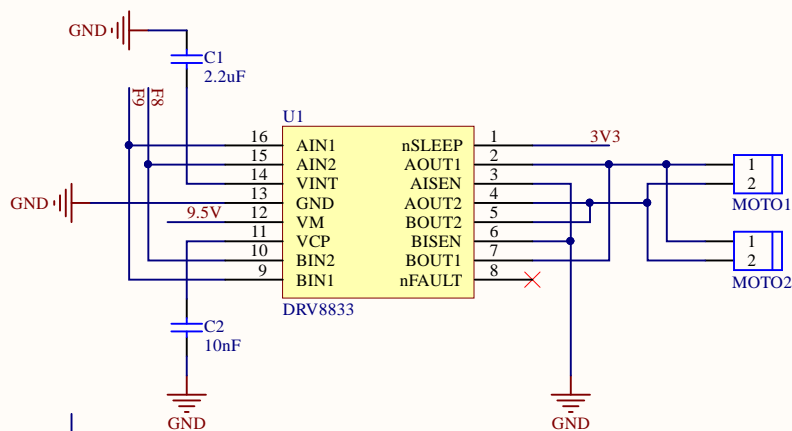 GND
C1
2.2uF
F9
F8
U1
16 AIN1 nSLEEP 1 3V3
15 AIN2 AOUT1 2
14 VINT AISEN 3
GND 13 GND AOUT2 4
9.5V 12 VM BOUT2 5
11 VCP BISEN 6
10 BIN2 BOUT1 7
9 BIN1 nFAULT 8
DRV8833
1
2
MOTO1
1
2
MOTO2
C2
10nF
GND
GND